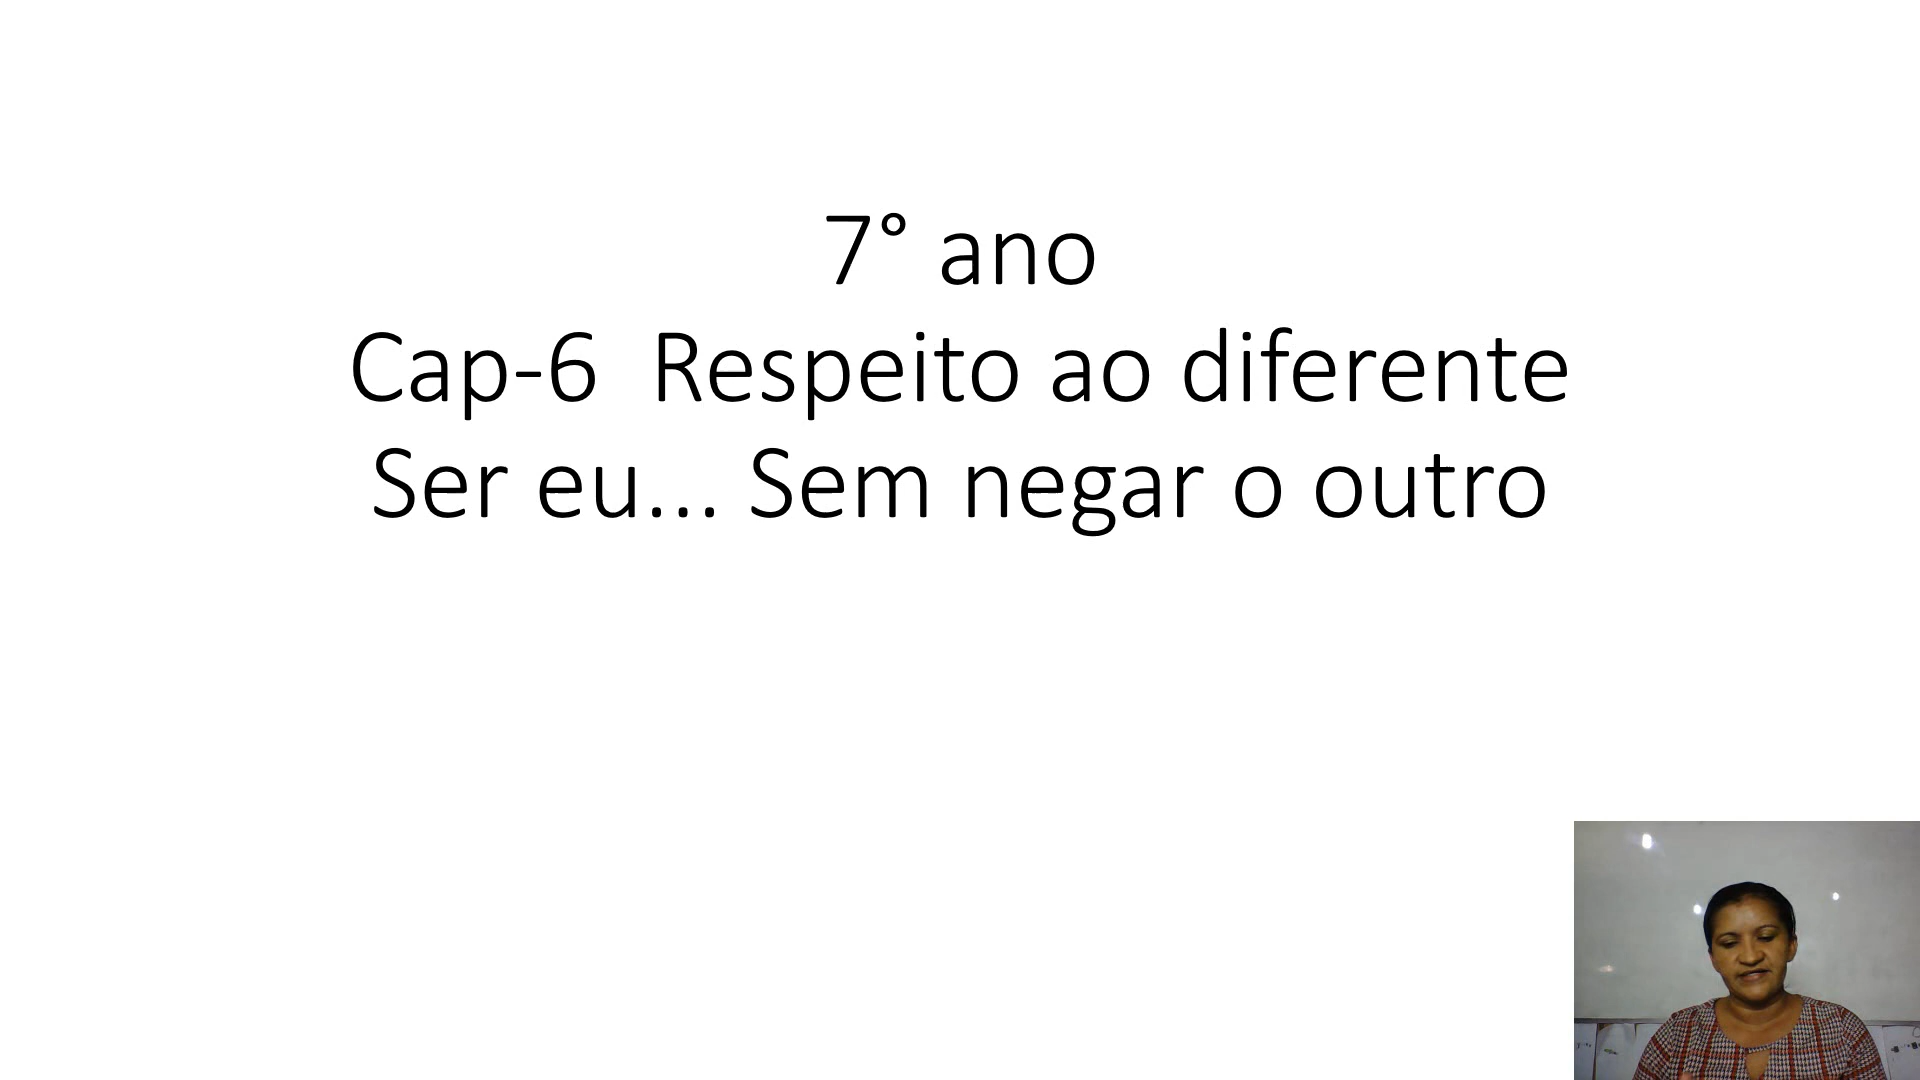 7° ano
Cap-6  Respeito ao diferente
Ser eu... Sem negar o outro